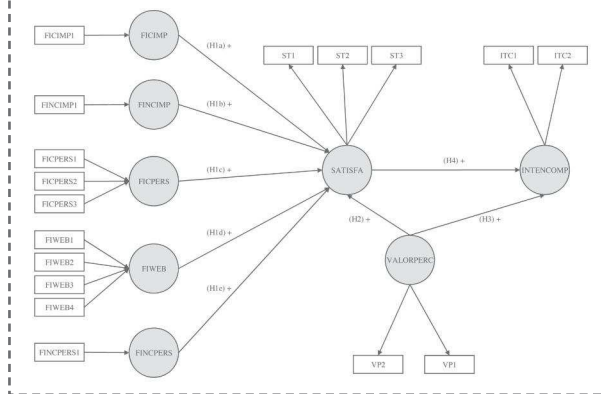 FICIMP1
FICIMP
(H1a) +
ST1
ST2
ST3
ITC1
ITC2
FINCIMP1
FINCIMP
(H1b) +
FICPERS1
FICPERS2
FICPERS3
FICPERS
(H1c) +
SATISFA
(H4) +
INTENCOMP
(H2) +
(H3) +
FIWEB1
FIWEB2
FIWEB3
FIWEB4
FIWEB
(H1d) +
VALORPERC
(H1e) +
FINCPERS1
FINCPERS
VP2
VP1